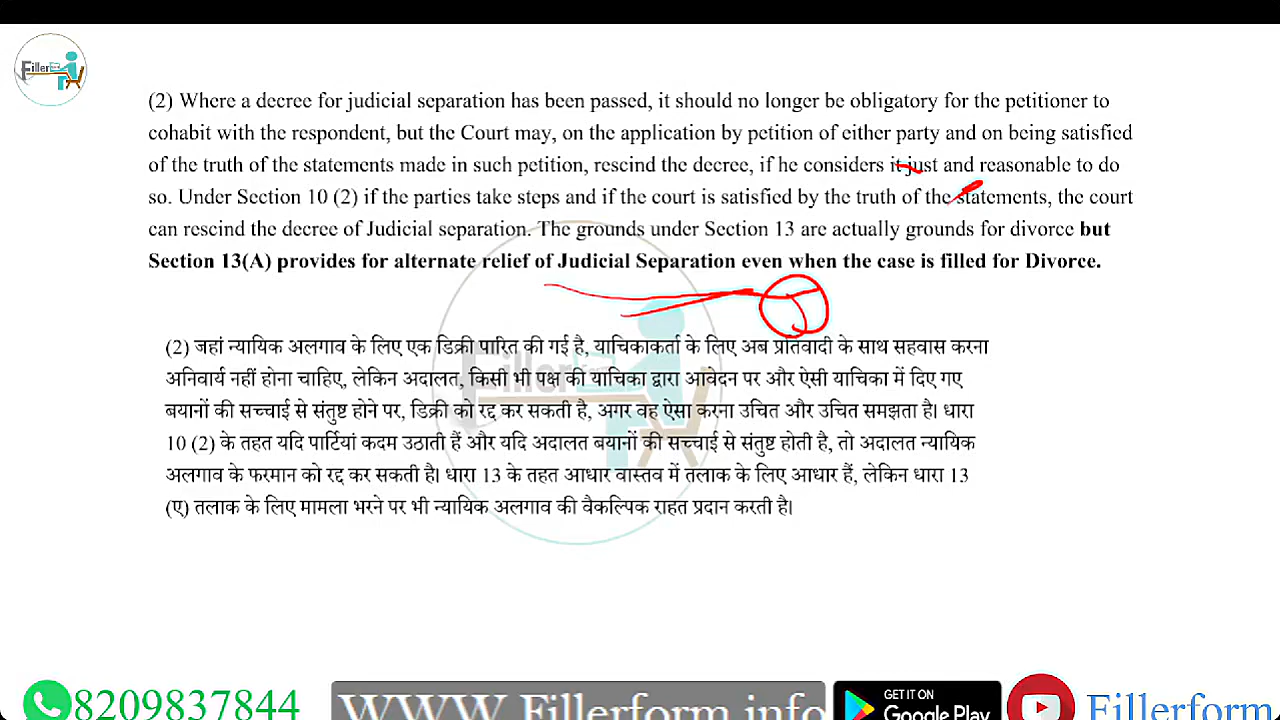 Filler
(2) Where a decree for judicial separation has been passed, it should no longer be obligatory for the petitioner to
cohabit with the respondent, but the Court may, on the application by petition of either party and on being satisfied
of the truth of the statements made in such petition, rescind the decree, if he considers it just and reasonable to do
so. Under Section 10 (2) if the parties take steps and if the court is satisfied by the truth of the statements, the court
can rescind the decree of Judicial separation. The grounds under Section 13 are actually grounds for divorce but
Section 13(A) provides for alternate relief of Judicial Separation even when the case is filled for Divorce.
(2) जहां न्यायिक अलगाव के लिए एक डिक्री पारित की गई है, याचिकाकर्ता के लिए अब प्रतिवादी के साथ सहवास करना
अनिवार्य नहीं होना चाहिए, लेकिन अदालत, किसी भी पक्ष की याचिका द्वारा आवेदन पर और ऐसी याचिका में दिए गए
बयानों की सच्चाई से संतुष्ट होने पर, डिक्री को रद्द कर सकती है, अगर वह ऐसा करना उचित और उचित समझता है। धारा
10 (2) के तहत यदि पार्टियां कदम उठाती हैं और यदि अदालत बयानों की सच्चाई से संतुष्ट होती है, तो अदालत न्यायिक
अलगाव के फरमान को रद्द कर सकती है। धारा 13 के तहत आधार वास्तव में तलाक के लिए आधार हैं, लेकिन धारा 13
(ए) तलाक के लिए मामला भरने पर भी न्यायिक अलगाव की वैकल्पिक राहत प्रदान करती है।
8209837844 WWW.Fillerform.info GET IT ON Google Play Fillerform